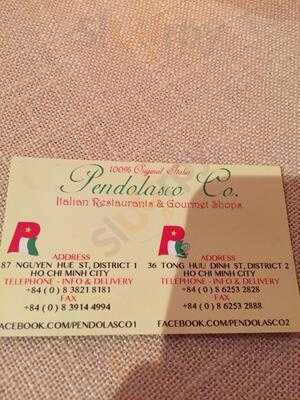 100% Original Italian
Pendolasco Co.
Italian Restaurants & Gourmet Shops
ADDRESS
87 NGUYEN HUE ST, DISTRICT 1
HO CHI MINH CITY
TELEPHONE - INFO & DELIVERY
+84 ( 0 ) 8 3821 8181
FAX
+84 ( 0 ) 8 3914 4994
FACEBOOK.COM/PENDOLASCO1
ADDRESS
36 TONG HUU DINH ST, DISTRICT 2
HO CHI MINH CITY
TELEPHONE - INFO & DELIVERY
+84 ( 0 ) 8 6253 2828
FAX
+84 ( 0 ) 8 6253 2888
FACEBOOK.COM/PENDOLASCO2